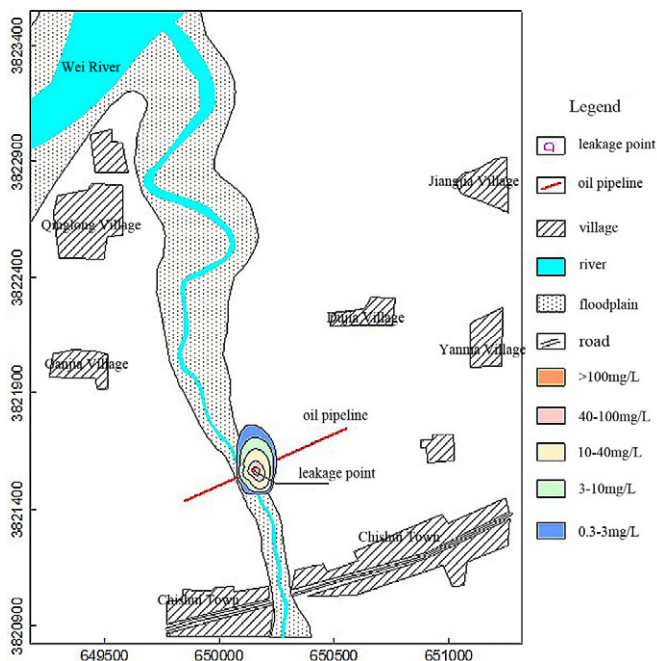 3823400
3822900
3822400
3821900
3821400
3820900
Wei River
Qinglong Village
Jiangjia Village
Dujia Village
Yanma Village
oil pipeline
leakage point
Chishui Town
Chishui Town
649500
650000
650500
651000
Legend
leakage point
oil pipeline
village
river
floodplain
road
>100mg/L
40-100mg/L
10-40mg/L
3-10mg/L
0.3-3mg/L